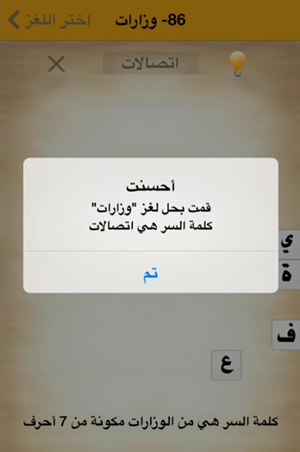 86- وزارات
إختر اللغز
اتصالات
أحسنت
قمت بحل لغز "وزارات"
كلمة السر هي اتصالات
تم
ي
ة
ف
ع
كلمة السر هي من الوزارات مكونة من 7 أحرف